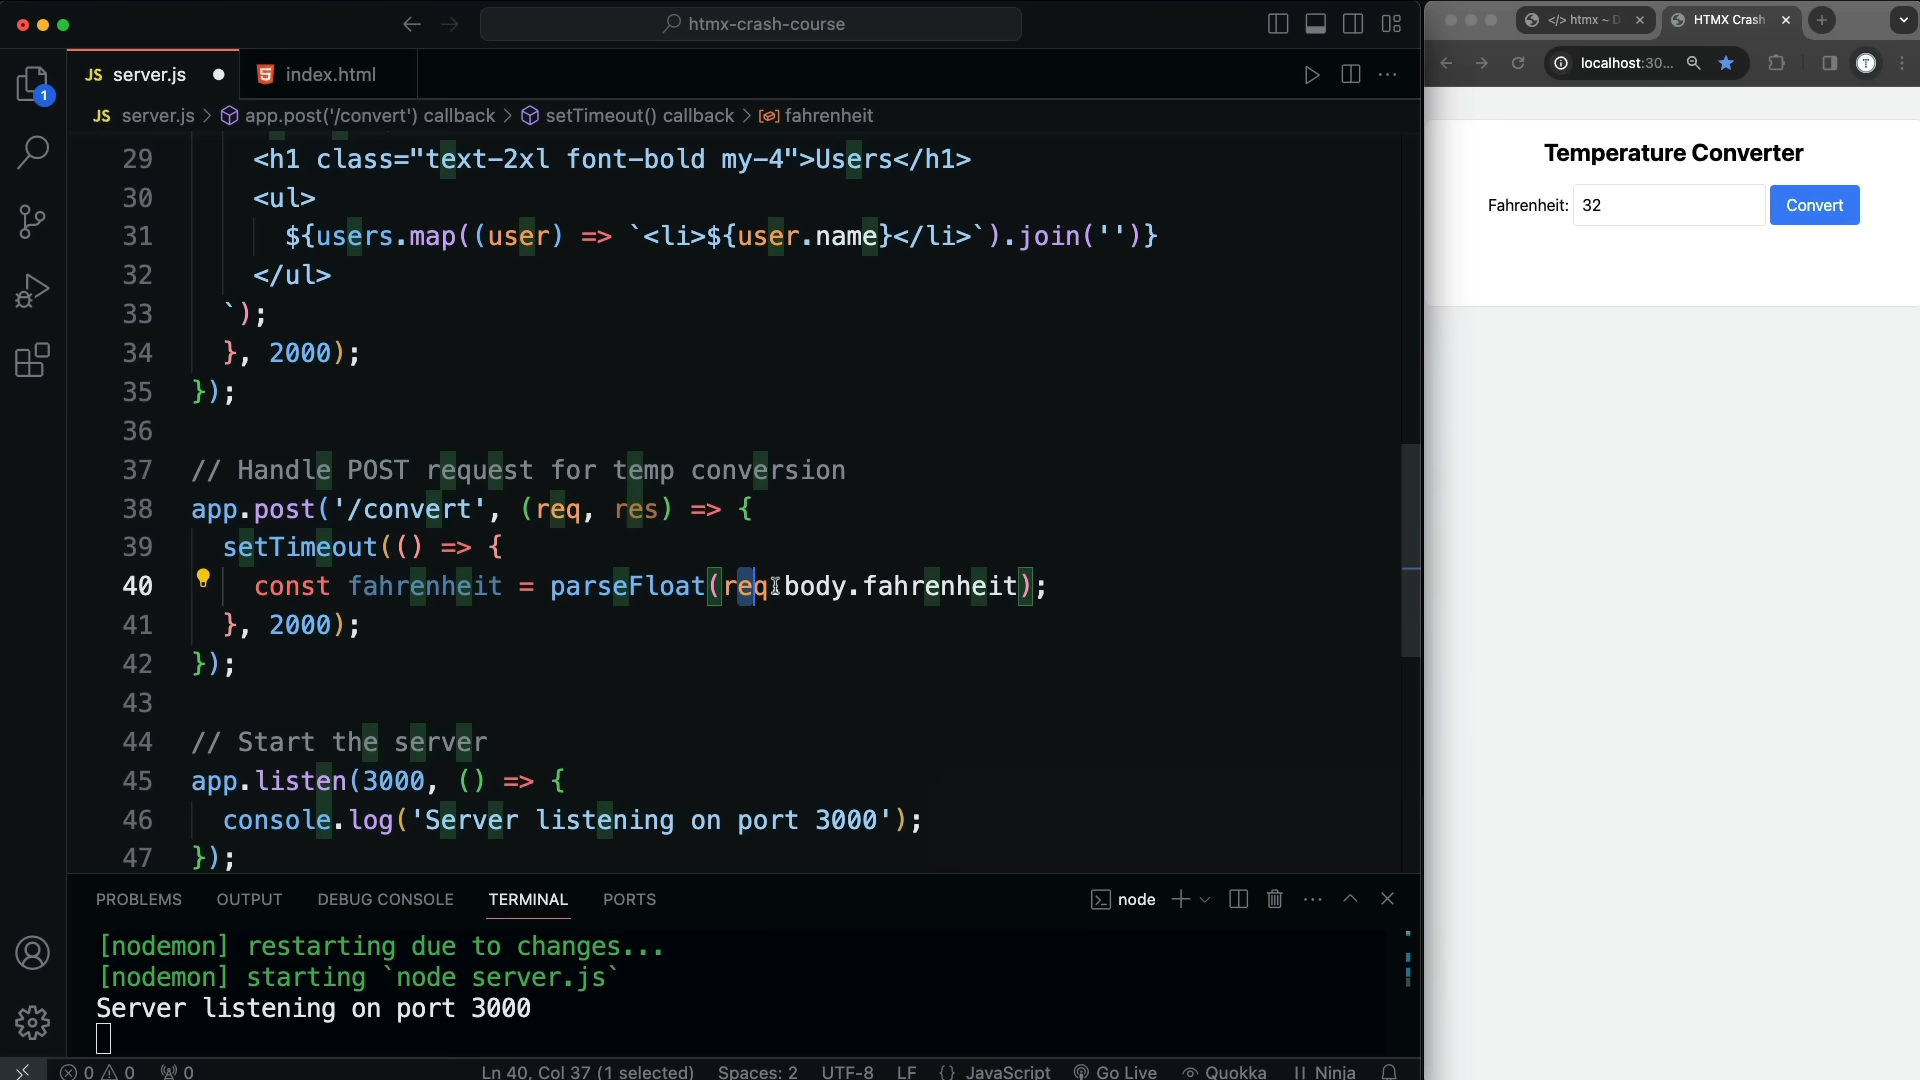 htmx-crash-course
JS server.js
index.html
JS server.js > app.post('/convert') callback > setTimeout() callback > fahrenheit
29 <h1 class="text-2xl font-bold my-4">Users</h1>
30 <ul>
31 ${users.map((user) => `<li>${user.name}</li>`).join('')}
32 </ul>
33 `);
34 }, 2000);
35 });
36
37 // Handle POST request for temp conversion
38 app.post('/convert', (req, res) => {
39 setTimeout(() => {
40 const fahrenheit = parseFloat(req.body.fahrenheit);
41 }, 2000);
42 });
43
44 // Start the server
45 app.listen(3000, () => {
46 console.log('Server listening on port 3000');
47 });
1
PROBLEMS OUTPUT DEBUG CONSOLE TERMINAL PORTS
node
[nodemon] restarting due to changes...
[nodemon] starting `node server.js`
Server listening on port 3000
0 0 0
Ln 40, Col 37 (1 selected) Spaces: 2 UTF-8 LF {} JavaScript Go Live Quokka Ninja
</> htmx ~ D
HTMX Crash
localhost:30...
T
Temperature Converter
Fahrenheit: 32 Convert